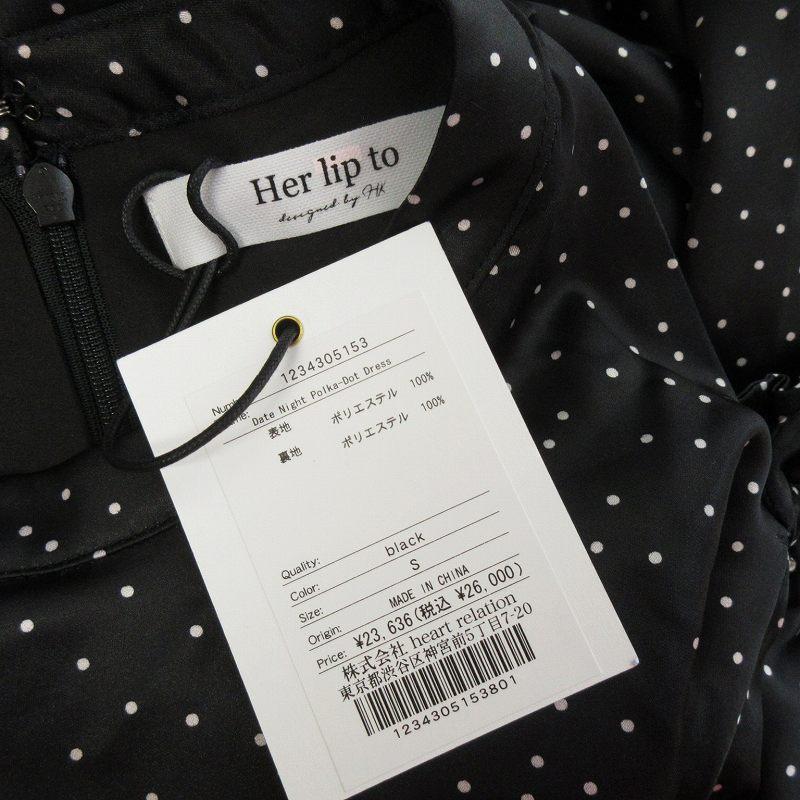 Her lip to
designed by HK
Number: 1234305153
Name: Date Night Polka-Dot Dress
表地 ポリエステル 100%
裏地 ポリエステル 100%
Quality:
Color: black
Size: S
Origin: MADE IN CHINA
Price: ¥23,636(税込 ¥26,000)
株式会社 heart relation
東京都渋谷区神宮前5丁目7-20
1234305153801